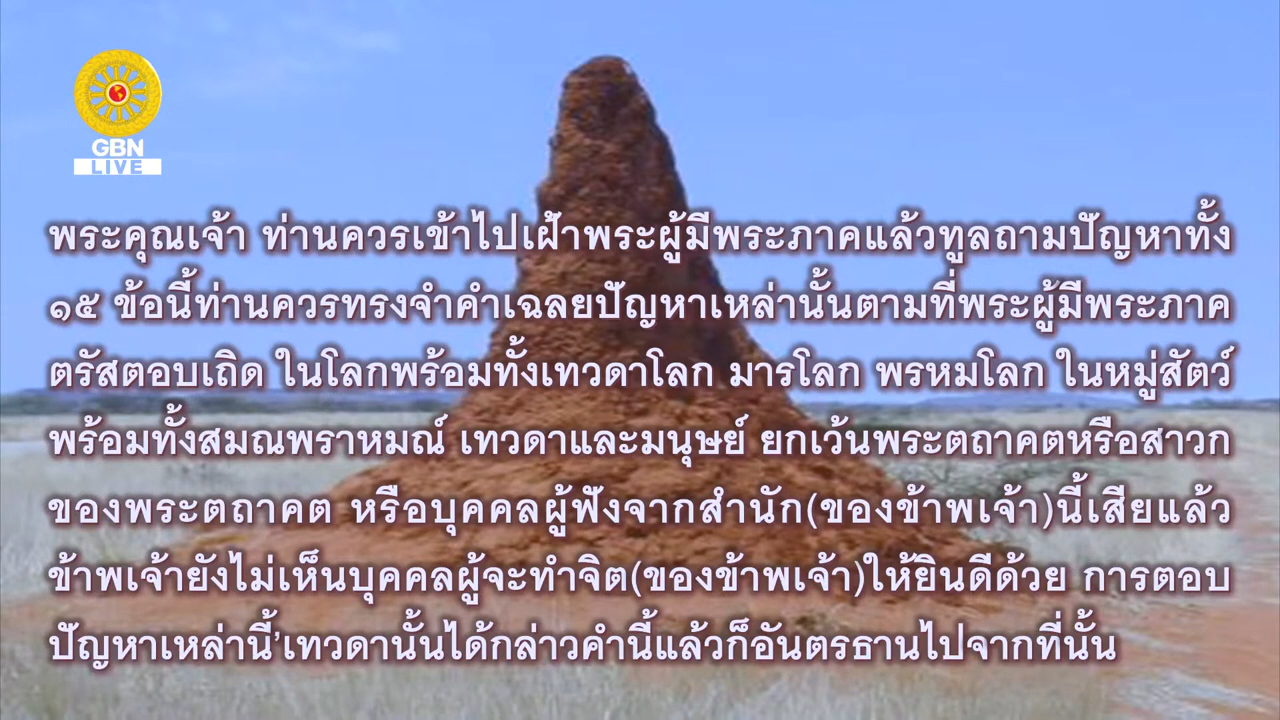 GBN
LIVE
พระคุณเจ้า ท่านควรเข้าไปเฝ้าพระผู้มีพระภาคแล้วทูลถามปัญหาทั้ง
๑๕ ข้อนี้ท่านควรทรงจำคำเฉลยปัญหาเหล่านั้นตามที่พระผู้มีพระภาค
ตรัสตอบเถิด ในโลกพร้อมทั้งเทวดาโลก มารโลก พรหมโลก ในหมู่สัตว์
พร้อมทั้งสมณพราหมณ์ เทวดาและมนุษย์ ยกเว้นพระตถาคตหรือสาวก
ของพระตถาคต หรือบุคคลผู้ฟังจากสำนัก(ของข้าพเจ้า)นี้เสียแล้ว
ข้าพเจ้ายังไม่เห็นบุคคลผู้จะทำจิต(ของข้าพเจ้า)ให้ยินดีด้วย การตอบ
ปัญหาเหล่านี้’เทวดานั้นได้กล่าวคำนี้แล้วก็อันตรธานไปจากที่นั้น